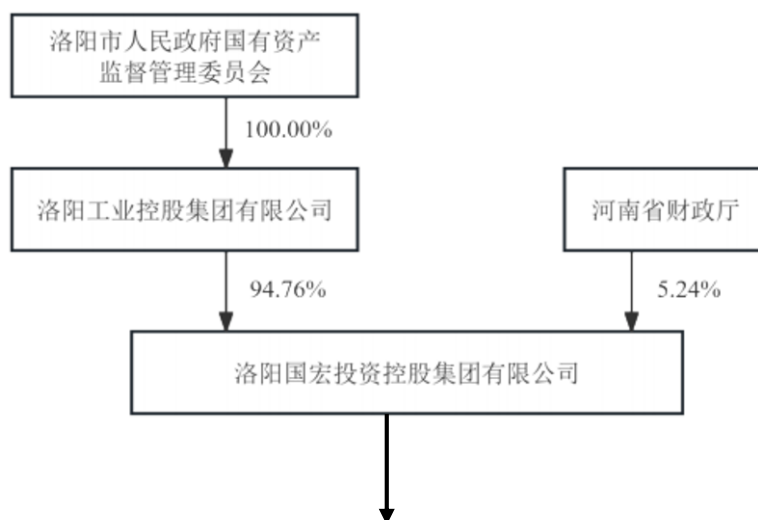 洛阳市人民政府国有资产
监督管理委员会
100.00%
洛阳工业控股集团有限公司
河南省财政厅
94.76%
5.24%
洛阳国宏投资控股集团有限公司